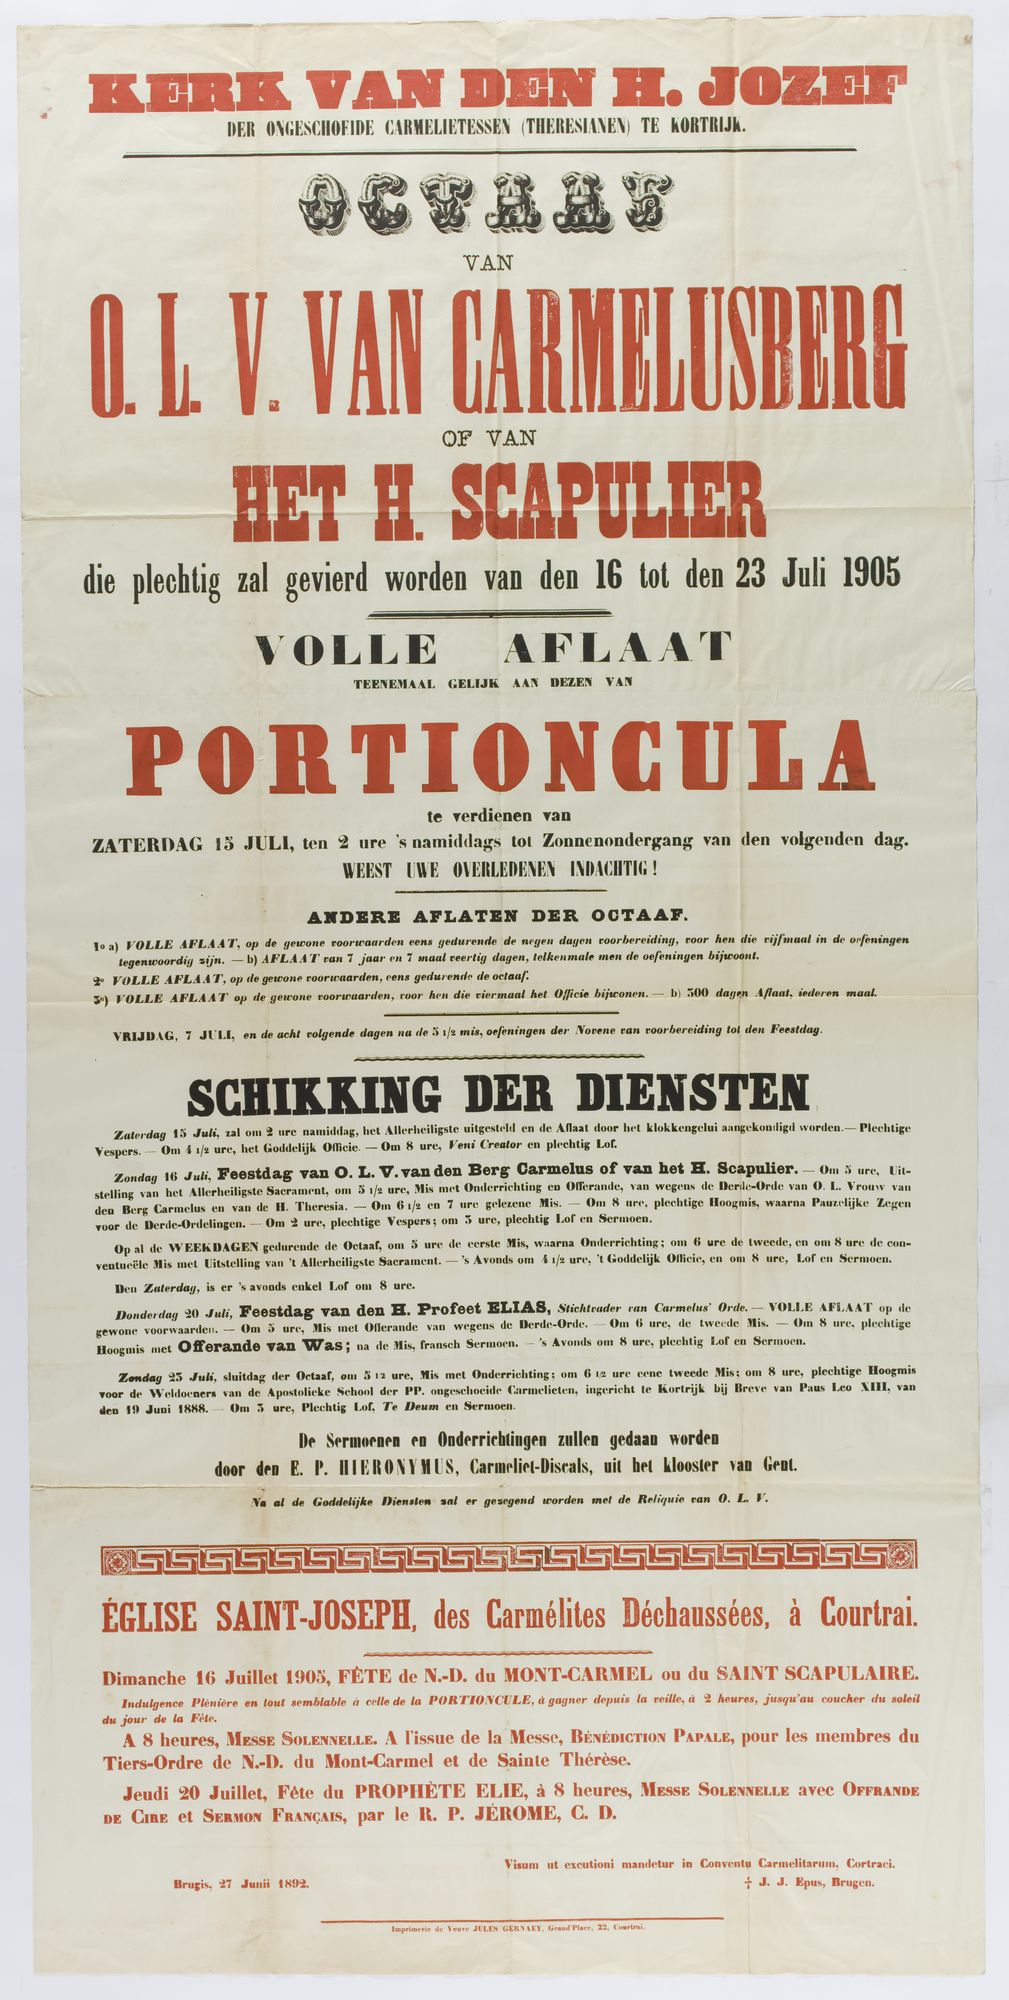 KERK VAN DEN H. JOZEF
DER ONGESCHOEIDE CARMELIETESSEN (THERESIANEN) TE KORTRIJK.
OCTAAF
VAN
O. L. V. VAN CARMELUSBERG
OF VAN
HET H. SCAPULIER
die plechtig zal gevierd worden van den 16 tot den 23 Juli 1905
VOLLE AFLAAT
TEENEMAAL GELIJK AAN DEZEN VAN
PORTIONCULA
te verdienen van
ZATERDAG 15 JULI, ten 2 ure 's namiddags tot Zonnenondergang van den volgenden dag.
WEEST UWE OVERLEDENEN INDACHTIG !
ANDERE AFLATEN DER OCTAAF.
1o a) VOLLE AFLAAT, op de gewone voorwaarden eens gedurende de negen dagen voorbereiding, voor hen die vijfmaal in de oefeningen
tegenwoordig zijn. — b) AFLAAT van 7 jaar en 7 maal veertig dagen, telkenmale men de oefeningen bijwoont.
2o VOLLE AFLAAT, op de gewone voorwaarden, eens gedurende de octaaf.
3o) VOLLE AFLAAT op de gewone voorwaarden, voor hen die viermaal het Officie bijwonen. — b) 300 dagen Aflaat, iederen maal.
VRIJDAG, 7 JULI, en de acht volgende dagen na de 5 1/2 mis, oefeningen der Novene van voorbereiding tot den Feestdag.
SCHIKKING DER DIENSTEN
Zaterdag 15 Juli, zal om 2 ure namiddag, het Allerheiligste uitgesteld en de Aflaat door het klokkengelui aangekondigd worden. — Plechtige
Vespers. — Om 4 1/2 ure, het Goddelijk Officie. — Om 8 ure, Veni Creator en plechtig Lof.
Zondag 16 Juli, Feestdag van O. L. V. van den Berg Carmelus of van het H. Scapulier. — Om 5 ure, Uit-
stelling van het Allerheiligste Sacrament, om 5 1/2 ure, Mis met Onderrichting en Offerande, van wegens de Derde-Orde van O. L. Vrouw van
den Berg Carmelus en van de H. Theresia. — Om 6 1/2 en 7 ure gelezene Mis. — Om 8 ure, plechtige Hoogmis, waarna Pauzelijke Zegen
voor de Derde-Ordelingen. — Om 2 ure, plechtige Vespers; om 3 ure, plechtig Lof en Sermoen.
Op al de WEEKDAGEN gedurende de Octaaf, om 5 ure de eerste Mis, waarna Onderrichting; om 6 ure de tweede, en om 8 ure de con-
ventueële Mis met Uitstelling van 't Allerheiligste Sacrament. — 's Avonds om 4 1/2 ure, 't Goddelijk Officie, en om 8 ure, Lof en Sermoen.
Den Zaterdag, is er 's avonds enkel Lof om 8 ure.
Donderdag 20 Juli, Feestdag van den H. Profeet ELIAS, Stichtvader van Carmelus' Orde. — VOLLE AFLAAT op de
gewone voorwaarden. — Om 5 ure, Mis met Offerande van wegens de Derde-Orde. — Om 6 ure, de tweede Mis. — Om 8 ure, plechtige
Hoogmis met Offerande van Was; na de Mis, fransch Sermoen. — 's Avonds om 8 ure, plechtig Lof en Sermoen.
Zondag 23 Juli, sluitdag der Octaaf, om 5 1/2 ure, Mis met Onderrichting; om 6 1/2 ure eene tweede Mis; om 8 ure, plechtige Hoogmis
voor de Weldoeners van de Apostolieke School der PP. ongeschoeide Carmelieten, ingericht te Kortrijk bij Breve van Paus Leo XIII, van
den 19 Juni 1888. — Om 3 ure, Plechtig Lof, Te Deum en Sermoen.
De Sermoenen en Onderrichtingen zullen gedaan worden
door den E. P. HIERONYMUS, Carmeliet-Discals, uit het klooster van Gent.
Na al de Goddelijke Diensten zal er gezegend worden met de Reliquie van O. L. V.
ÉGLISE SAINT-JOSEPH, des Carmélites Déchaussées, à Courtrai.
Dimanche 16 Juillet 1905, FÊTE de N.-D. du MONT-CARMEL ou du SAINT SCAPULAIRE.
Indulgence Plénière en tout semblable à celle de la PORTIONCULE, à gagner depuis la veille, à 2 heures, jusqu'au coucher du soleil
du jour de la Fête.
A 8 heures, MESSE SOLENNELLE. A l'issue de la Messe, BÉNÉDICTION PAPALE, pour les membres du
Tiers-Ordre de N.-D. du Mont-Carmel et de Sainte Thérèse.
Jeudi 20 Juillet, Fête du PROPHÈTE ELIE, à 8 heures, MESSE SOLENNELLE avec OFFRANDE
DE CIRE et SERMON FRANÇAIS, par le R. P. JÉROME, C. D.
Visum ut excutioni mandetur in Conventu Carmelitarum, Cortraci.
Brugis, 27 Junii 1892.
† J. J. Epus, Brugen.
Imprimerie de Veuve JULES GERNAEY, Grand'Place, 22, Courtrai.